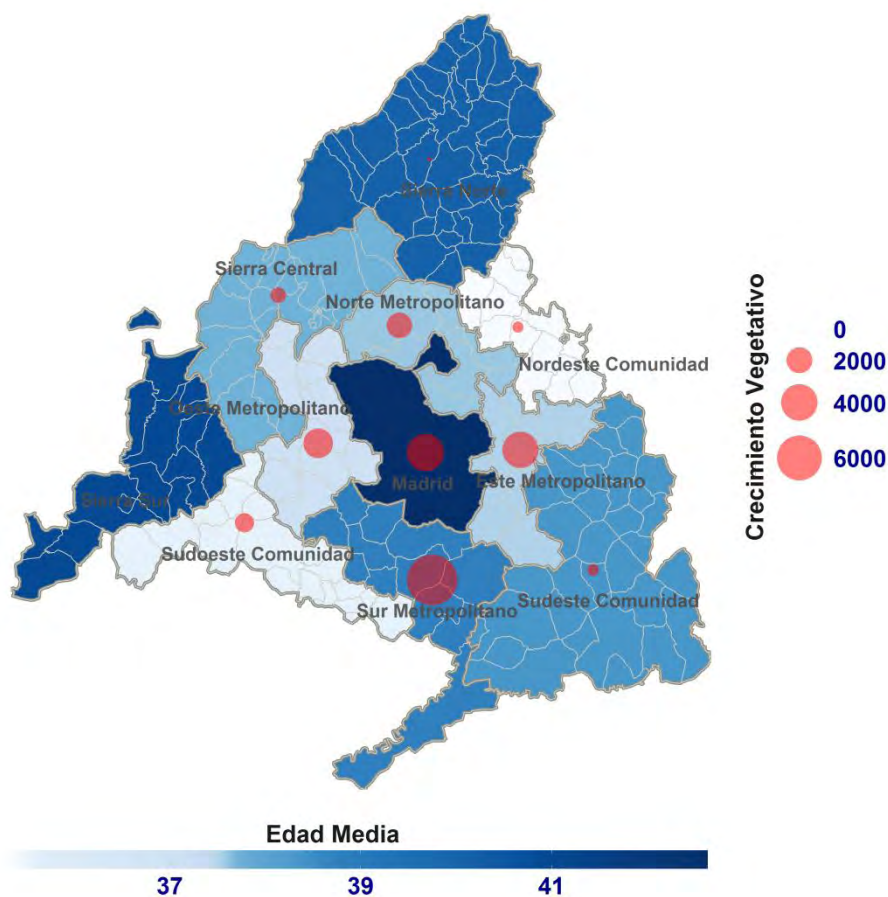 Sierra Norte
Sierra Central
Norte Metropolitano
Nordeste Comunidad
Oeste Metropolitano
Madrid
Este Metropolitano
Sierra Sur
Sudoeste Comunidad
Sur Metropolitano
Sudeste Comunidad
Crecimiento Vegetativo
0
2000
4000
6000
Edad Media
37
39
41